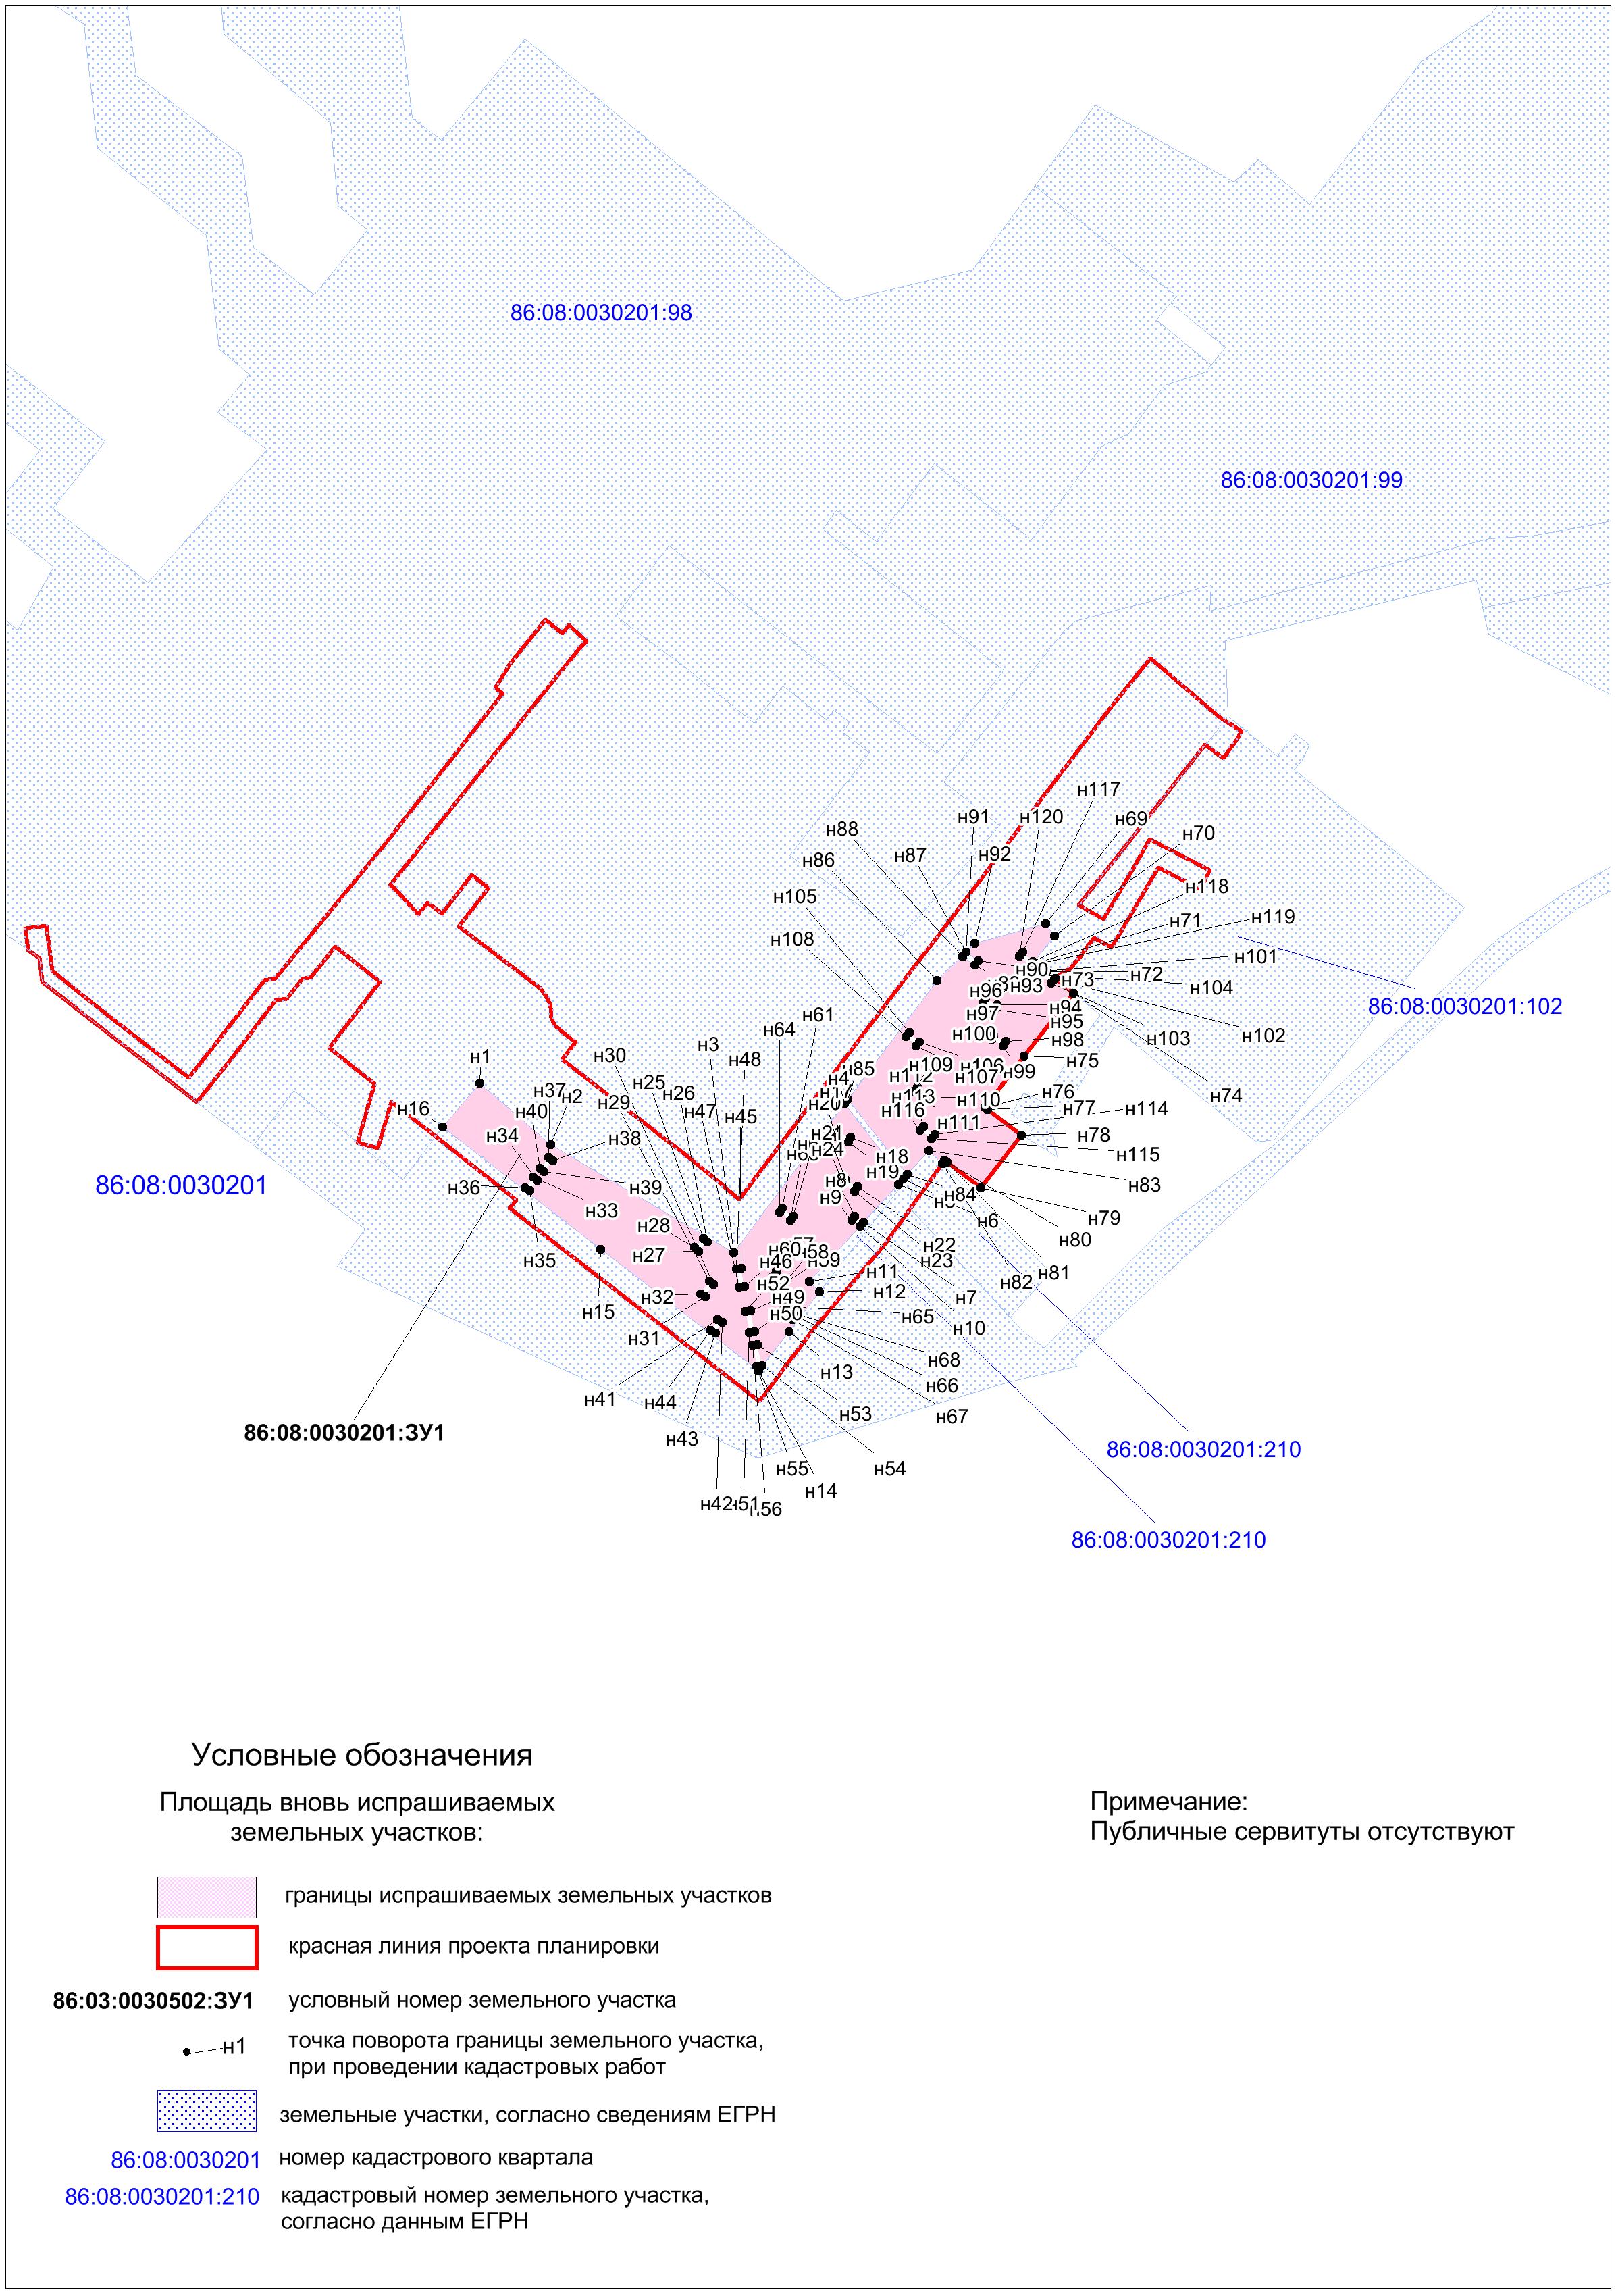 86:08:0030201:98
86:08:0030201:99
н117
н91
н120
н69
н88
н70
н87
н92
н86
н118
н105
н71
н119
н108
н101
н90
н72
н73
н93
н104
86:08:0030201:102
н96
н94
н61
н97
н95
н64
н102
н103
н3
н100
н98
н30
н48
н99
н75
н1
н25
н109
н85
н106
н112
н107
н74
н37
н26
н2
н29
н47
н76
н16
н40
н113
н110
н77
н20
н45
н116
н114
н34
н38
н21
н111
н78
н24
н18
н115
н36
н39
н8
н19
н83
86:08:0030201
н9
н84
н33
н6
н79
н28
н80
н35
н27
н22
н23
н58
н46
н59
н11
н81
н82
н32
н52
н12
н7
н15
н49
н50
н65
н31
н10
н13
н68
н66
н41
н44
н53
н67
86:08:0030201:ЗУ1
н43
86:08:0030201:210
н55
н54
н14
н42
86:08:0030201:210
Условные обозначения
Площадь вновь испрашиваемых
земельных участков:
Примечание:
Публичные сервитуты отсутствуют
границы испрашиваемых земельных участков
красная линия проекта планировки
86:03:0030502:ЗУ1
условный номер земельного участка
н1
точка поворота границы земельного участка,
при проведении кадастровых работ
земельные участки, согласно сведениям ЕГРН
86:08:0030201
номер кадастрового квартала
86:08:0030201:210
кадастровый номер земельного участка,
согласно данным ЕГРН